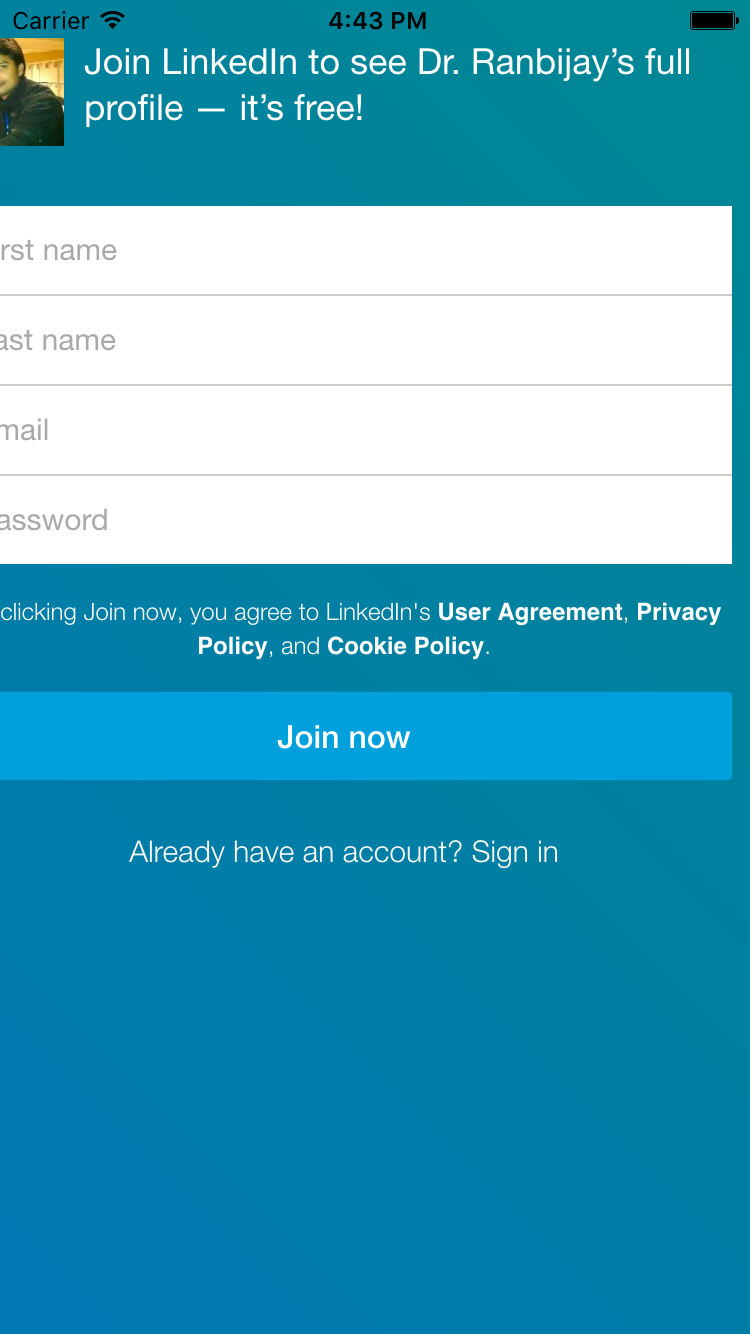 Carrier 4:43 PM
Join LinkedIn to see Dr. Ranbijay’s full
profile — it’s free!
rst name
ast name
mail
assword
clicking Join now, you agree to LinkedIn's User Agreement, Privacy
Policy, and Cookie Policy.
Join now
Already have an account? Sign in